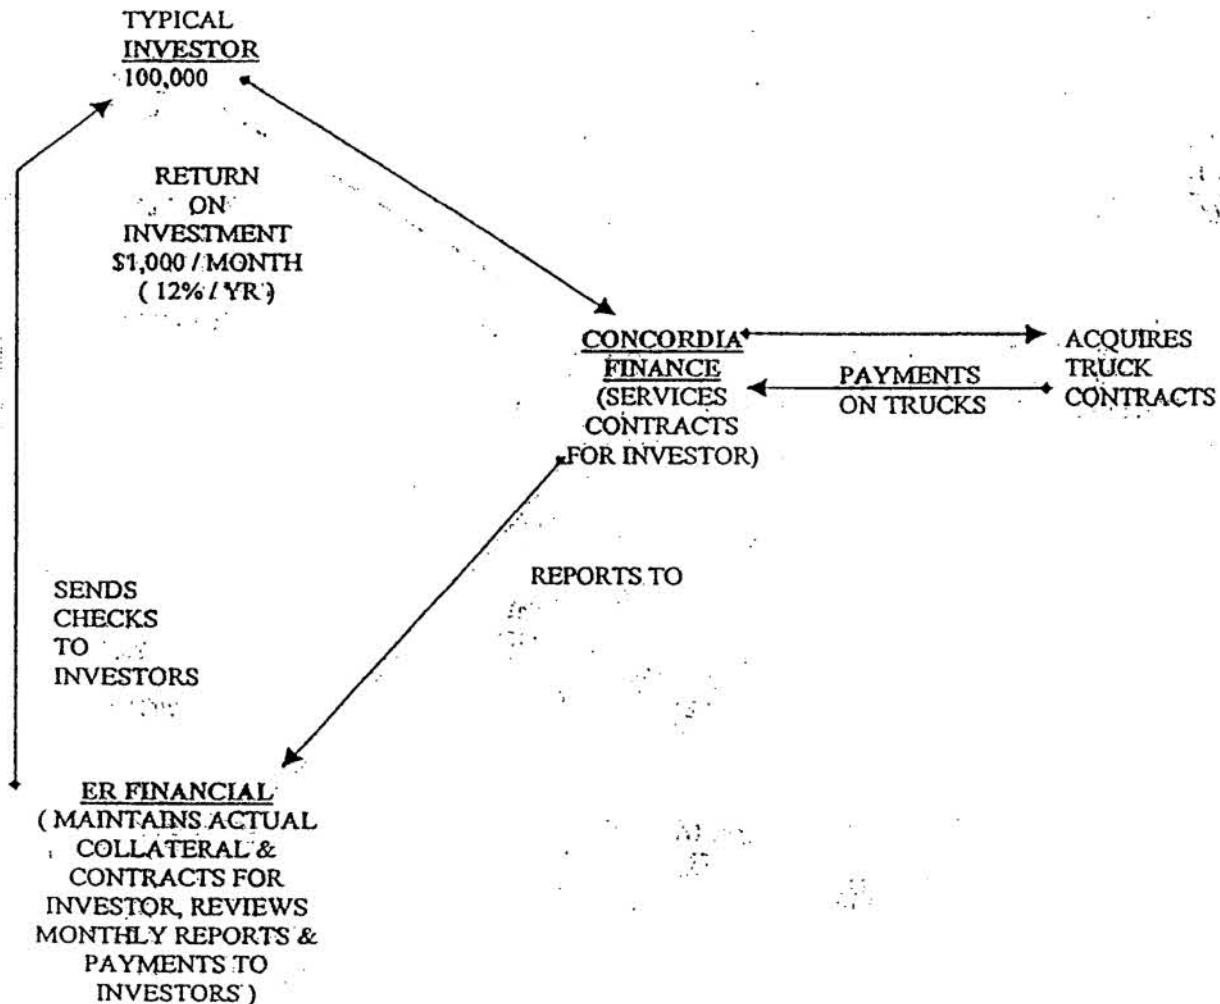 TYPICAL
INVESTOR
100,000
RETURN
ON
INVESTMENT
$1,000 / MONTH
( 12% / YR )
CONCORDIA
FINANCE
(SERVICES
CONTRACTS
FOR INVESTOR)
PAYMENTS
ON TRUCKS
ACQUIRES
TRUCK
CONTRACTS
REPORTS TO
SENDS
CHECKS
TO
INVESTORS
ER FINANCIAL
( MAINTAINS ACTUAL
COLLATERAL &
CONTRACTS FOR
INVESTOR, REVIEWS
MONTHLY REPORTS &
PAYMENTS TO
INVESTORS )